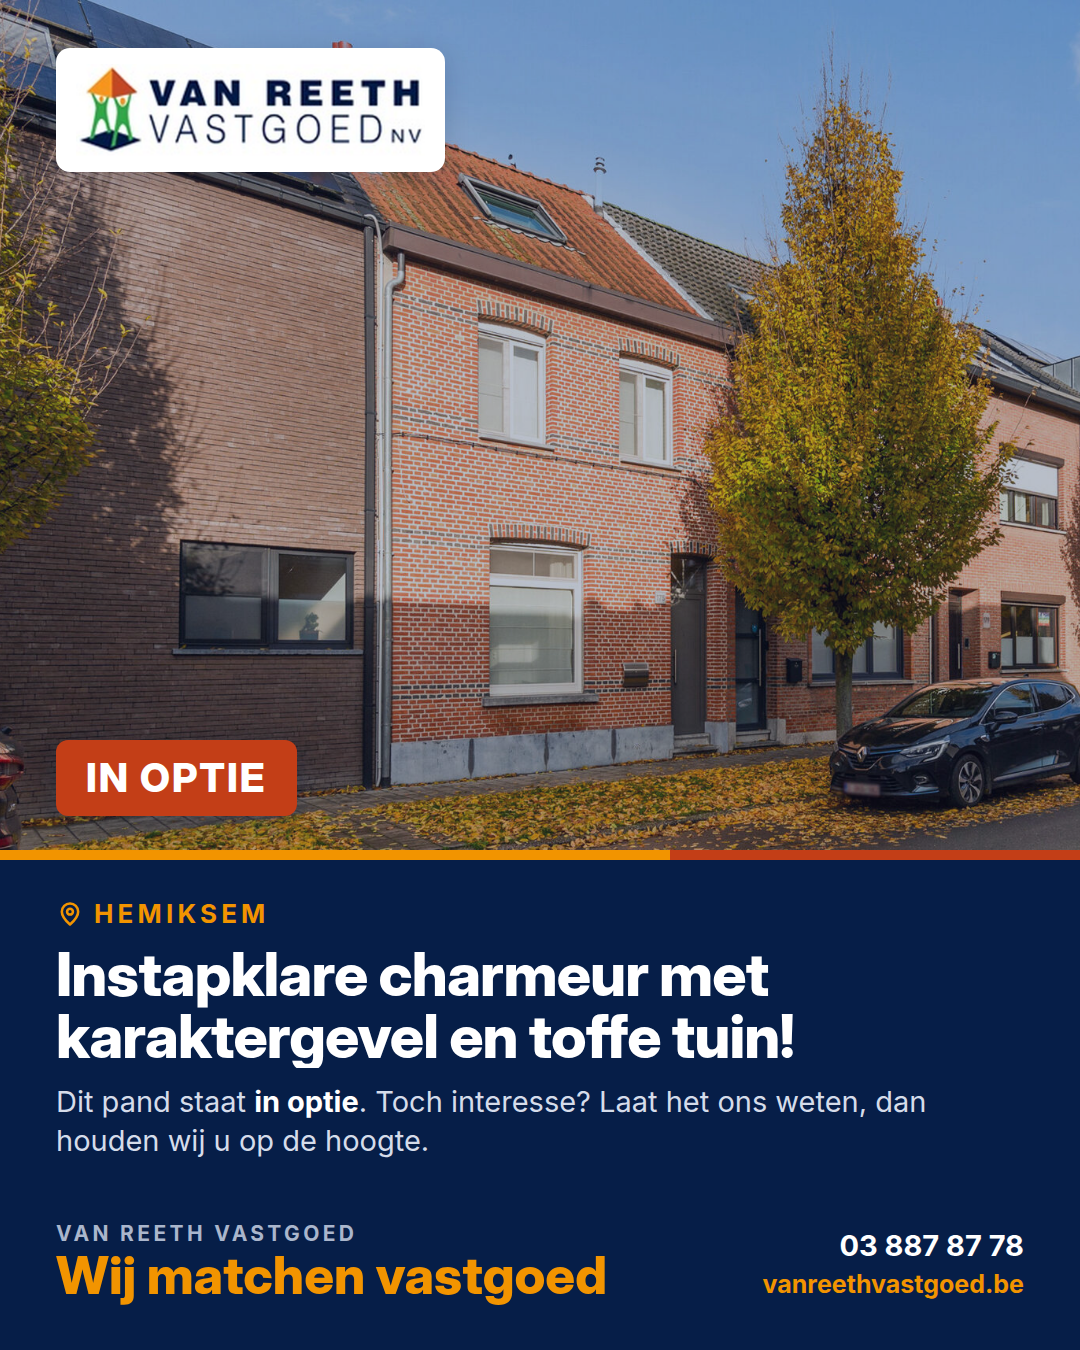 VAN REETH
VASTGOED NV
IN OPTIE
HEMIKSEM
Instapklare charmeur met
karaktergevel en toffe tuin!
Dit pand staat in optie. Toch interesse? Laat het ons weten, dan
houden wij u op de hoogte.
VAN REETH VASTGOED
Wij matchen vastgoed
03 887 87 78
vanreethvastgoed.be